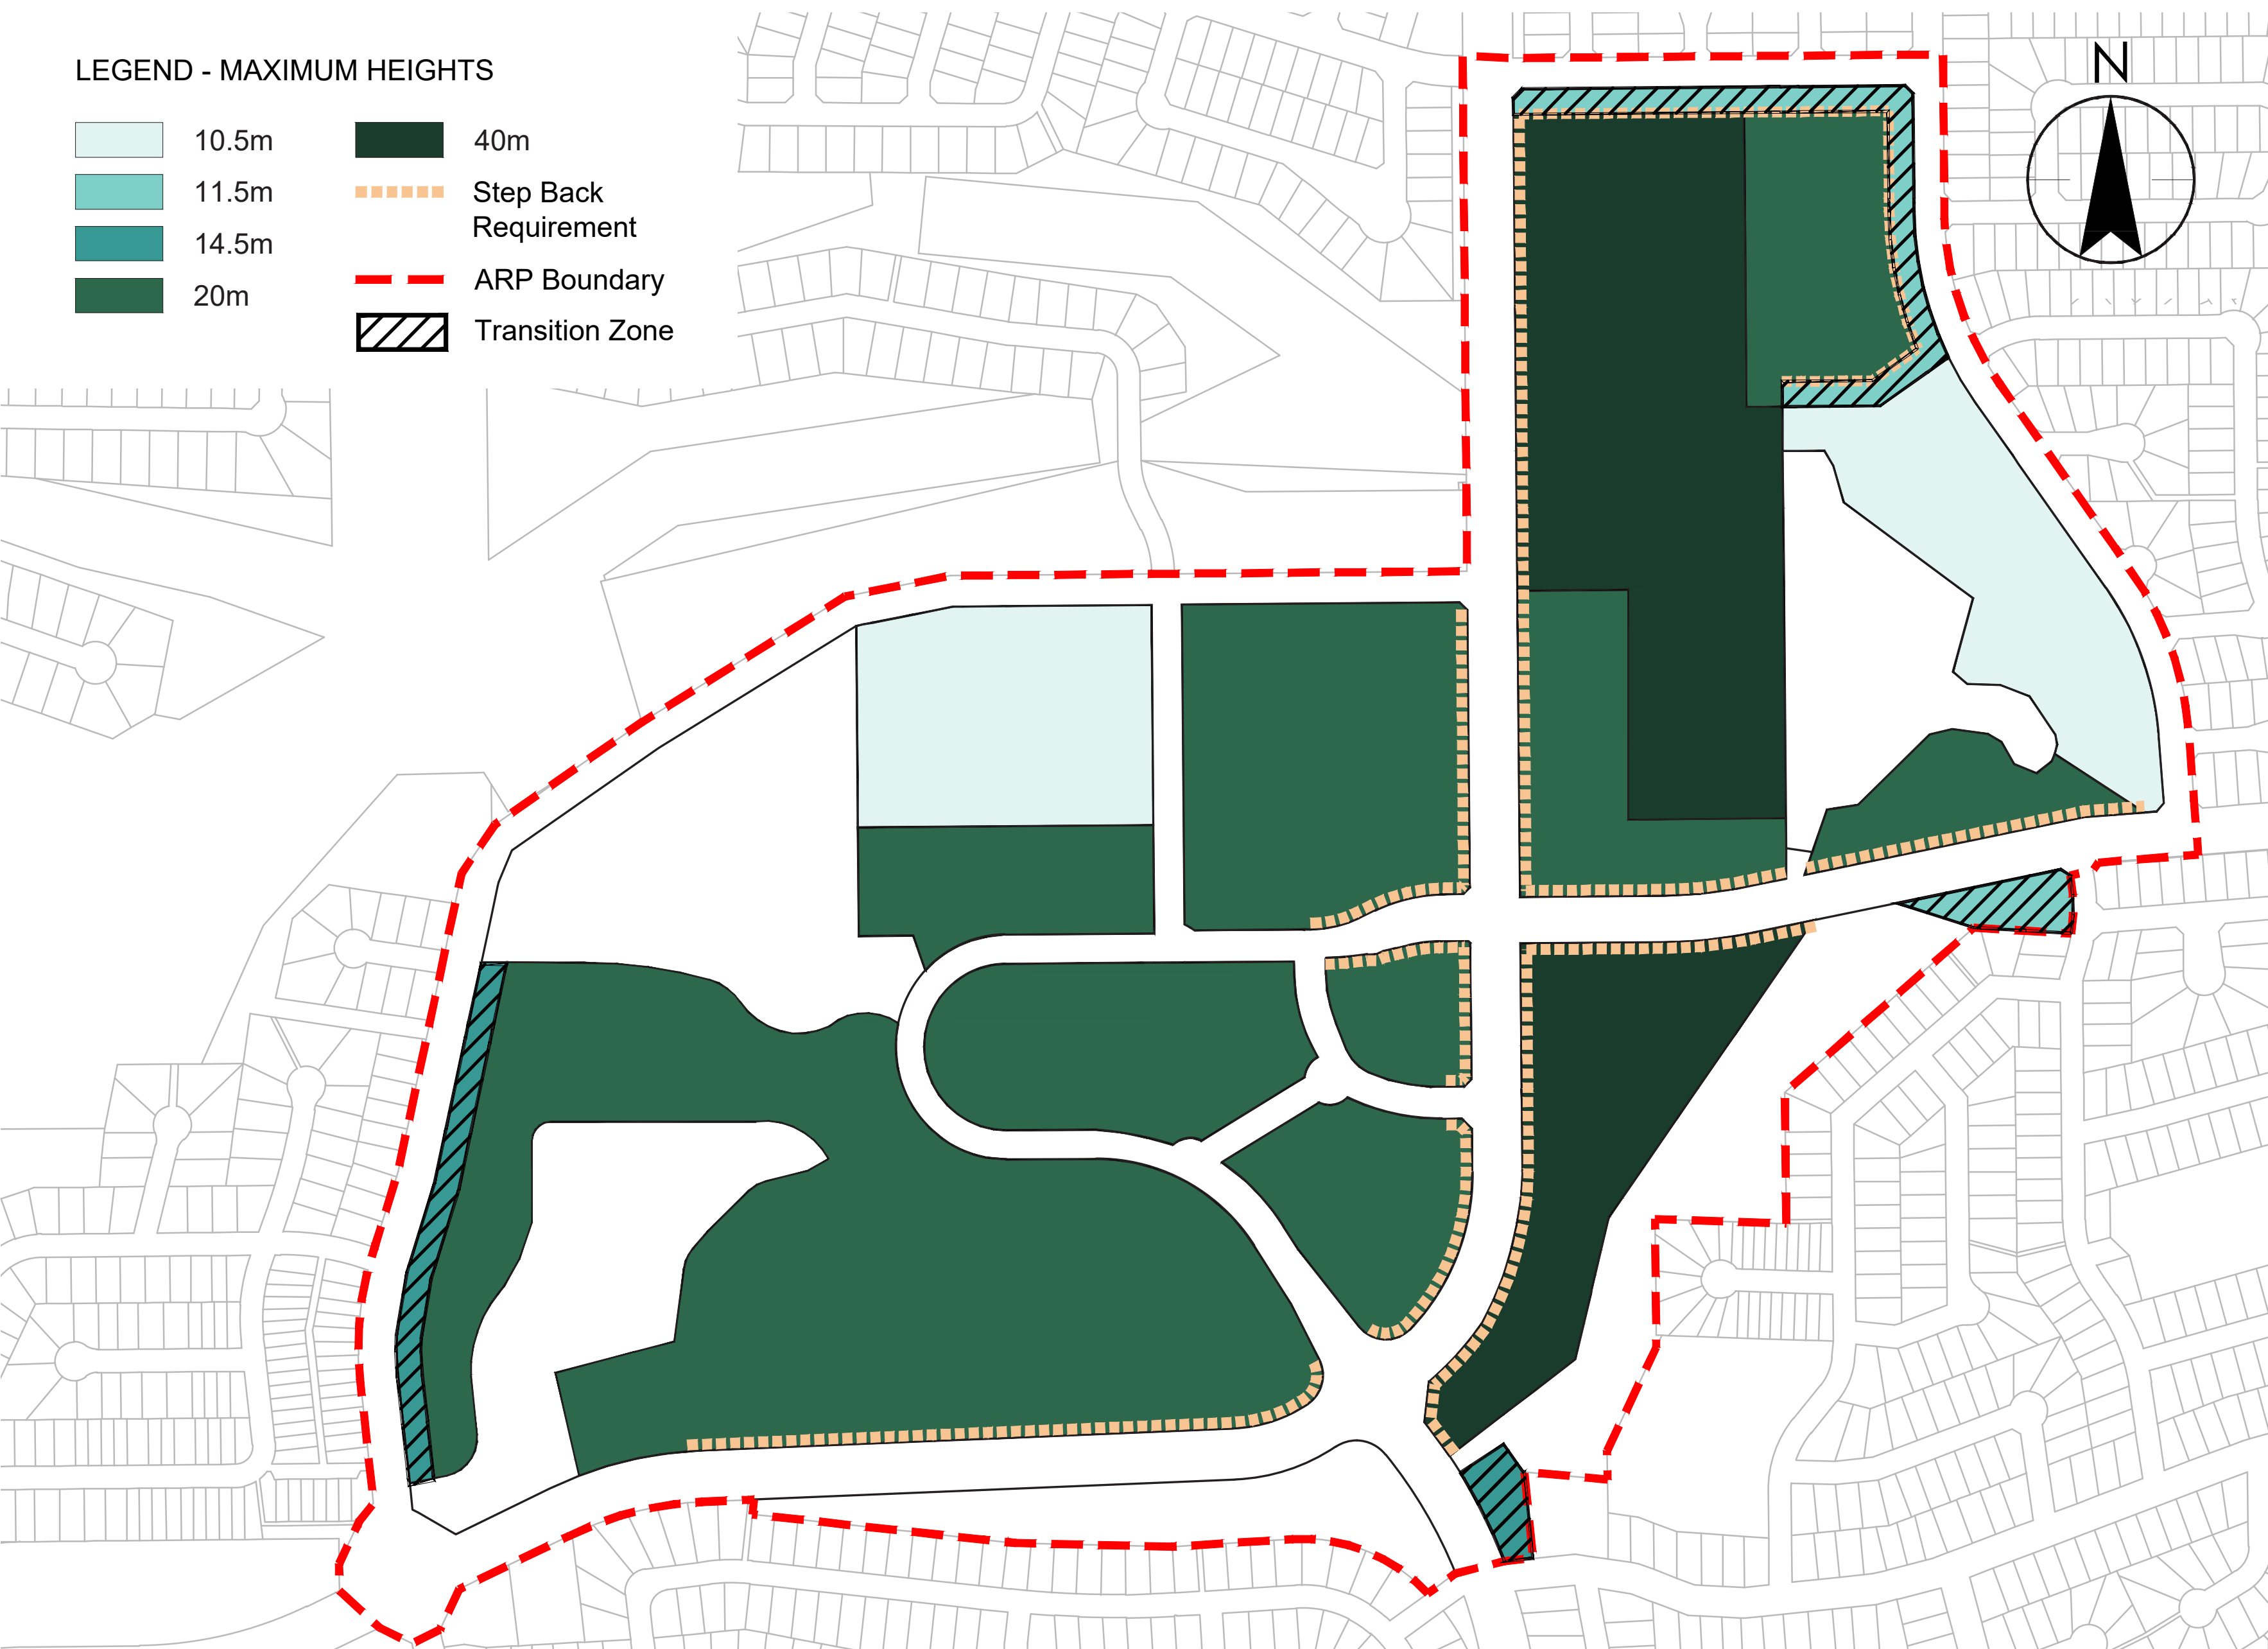 LEGEND - MAXIMUM HEIGHTS
10.5m
11.5m
14.5m
20m
40m
Step Back
Requirement
ARP Boundary
Transition Zone
N